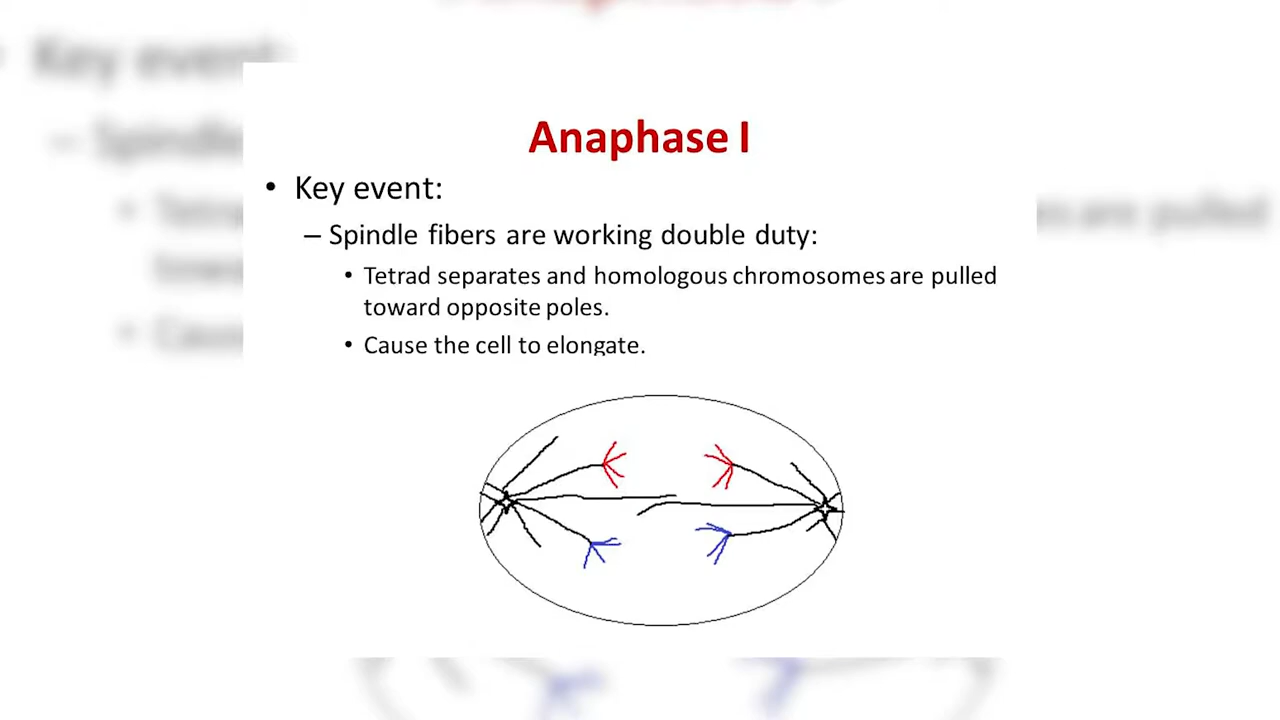 Anaphase I
• Key event:
– Spindle fibers are working double duty:
• Tetrad separates and homologous chromosomes are pulled
toward opposite poles.
• Cause the cell to elongate.